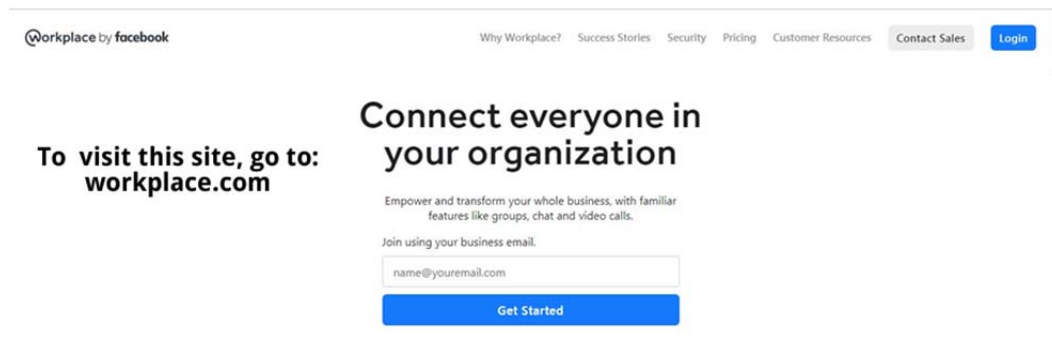 Workplace by facebook
Why Workplace? Success Stories Security Pricing Customer Resources Contact Sales Login
Connect everyone in
your organization
To visit this site, go to:
workplace.com
Empower and transform your whole business, with familiar
features like groups, chat and video calls.
Join using your business email.
name@youremail.com
Get Started